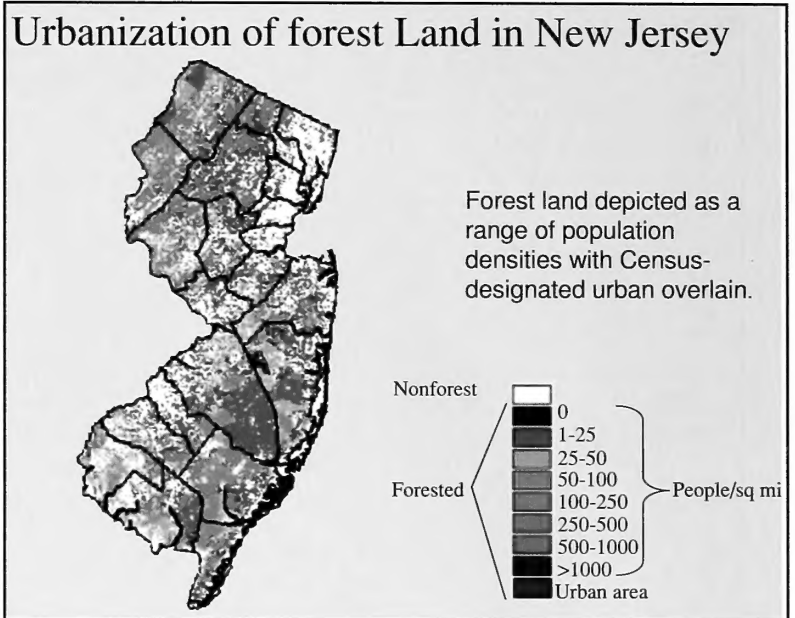 Urbanization of forest Land in New Jersey
Forest land depicted as a
range of population
densities with Census-
designated urban overlain.
Nonforest
0
1-25
25-50
50-100
100-250
250-500
500-1000
>1000
Urban area
Forested
People/sq mi